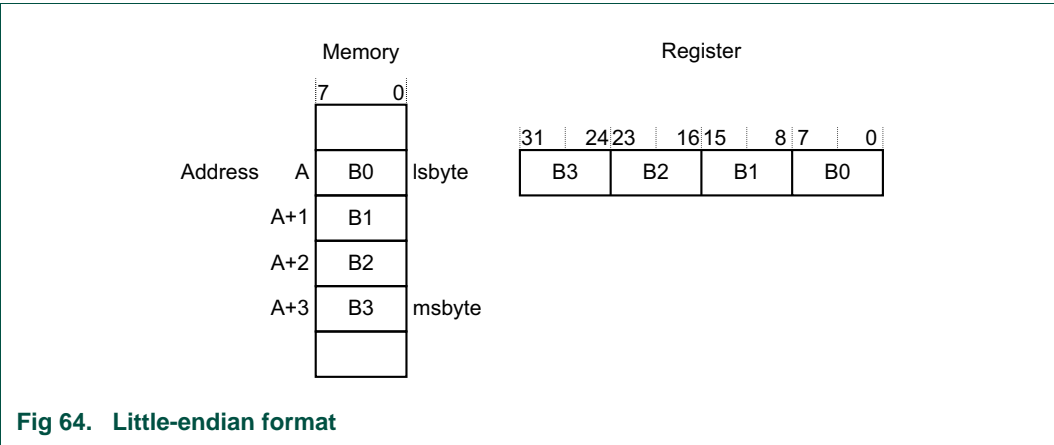 Memory
Register
7 0
31 24 23 16 15 8 7 0
Address A B0 lsbyte
B3 B2 B1 B0
A+1 B1
A+2 B2
A+3 B3 msbyte
Fig 64. Little-endian format